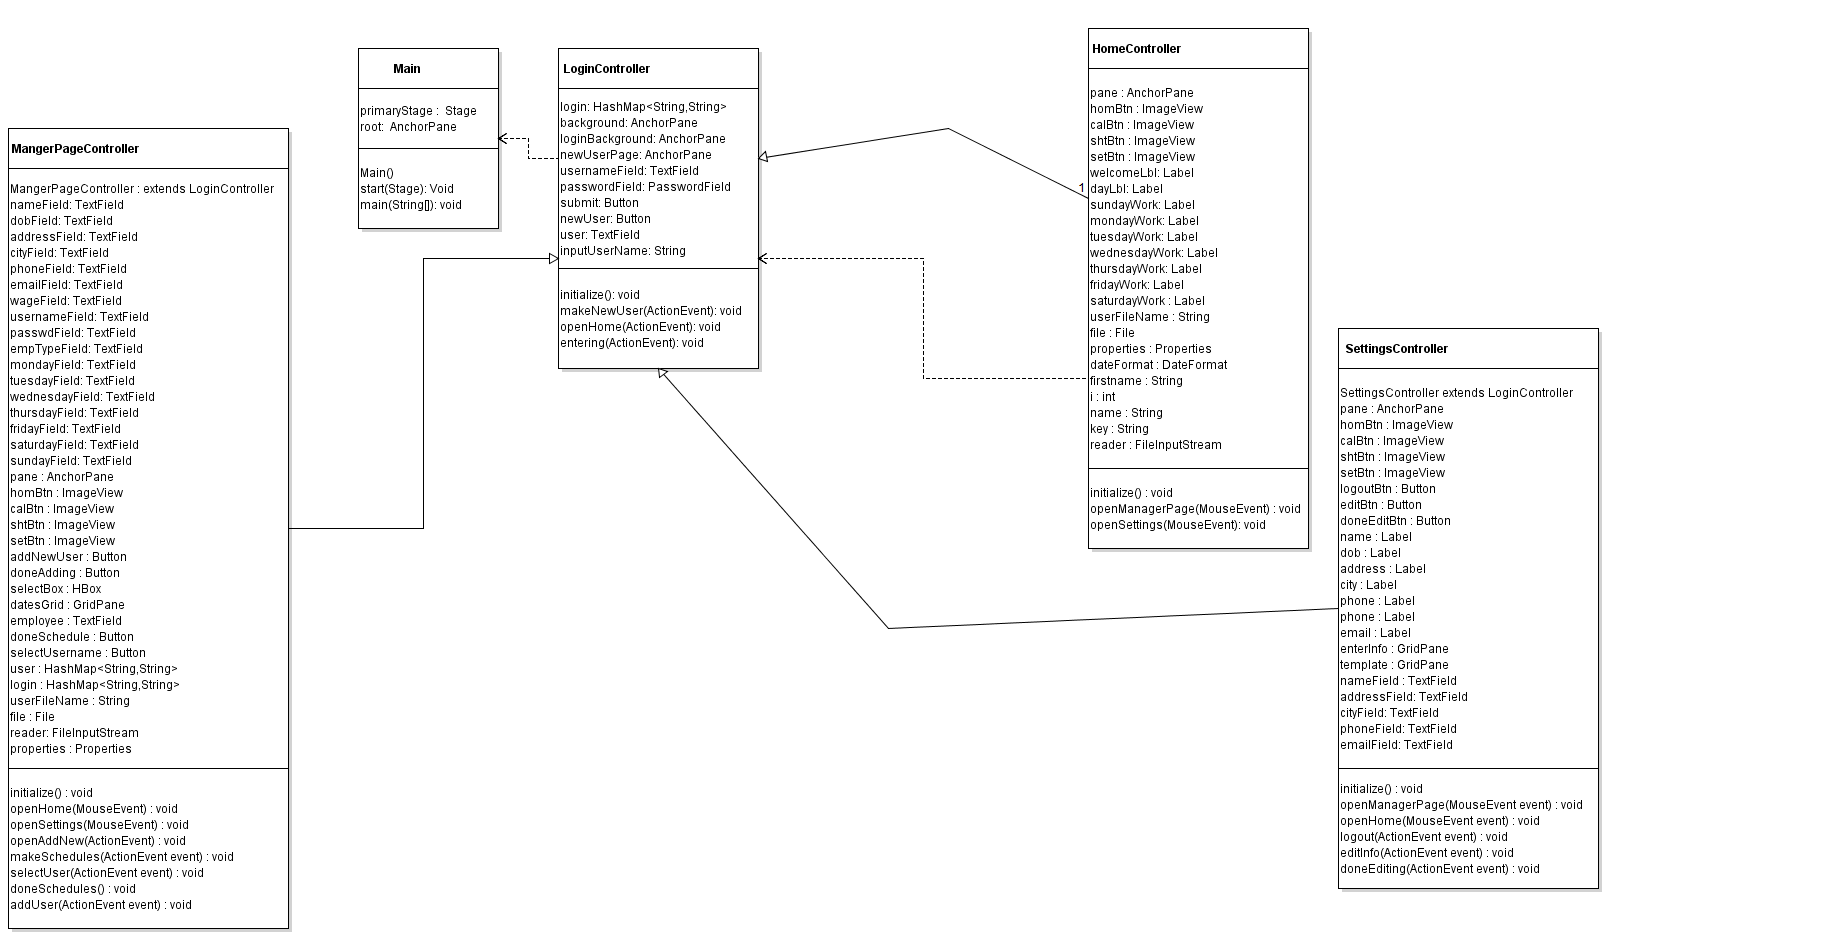 MangerPageController
MangerPageController : extends LoginController
nameField: TextField
dobField: TextField
addressField: TextField
cityField: TextField
phoneField: TextField
emailField: TextField
wageField: TextField
usernameField: TextField
passwdField: TextField
empTypeField: TextField
mondayField: TextField
tuesdayField: TextField
wednesdayField: TextField
thursdayField: TextField
fridayField: TextField
saturdayField: TextField
sundayField: TextField
pane : AnchorPane
homBtn : ImageView
calBtn : ImageView
shtBtn : ImageView
setBtn : ImageView
addNewUser : Button
doneAdding : Button
selectBox : HBox
datesGrid : GridPane
employee : TextField
doneSchedule : Button
selectUsername : Button
user : HashMap<String,String>
login : HashMap<String,String>
userFileName : String
file : File
reader: FileInputStream
properties : Properties
initialize() : void
openHome(MouseEvent) : void
openSettings(MouseEvent) : void
openAddNew(ActionEvent) : void
makeSchedules(ActionEvent event) : void
selectUser(ActionEvent event) : void
doneSchedules() : void
addUser(ActionEvent event) : void
Main
primaryStage : Stage
root: AnchorPane
Main()
start(Stage): Void
main(String[]): void
LoginController
login: HashMap<String,String>
background: AnchorPane
loginBackground: AnchorPane
newUserPage: AnchorPane
usernameField: TextField
passwordField: PasswordField
submit: Button
newUser: Button
user: TextField
inputUserName: String
initialize(): void
makeNewUser(ActionEvent): void
openHome(ActionEvent): void
entering(ActionEvent): void
1
HomeController
pane : AnchorPane
homBtn : ImageView
calBtn : ImageView
shtBtn : ImageView
setBtn : ImageView
welcomeLbl: Label
dayLbl: Label
sundayWork: Label
mondayWork: Label
tuesdayWork: Label
wednesdayWork: Label
thursdayWork: Label
fridayWork: Label
saturdayWork : Label
userFileName : String
file : File
properties : Properties
dateFormat : DateFormat
firstname : String
i : int
name : String
key : String
reader : FileInputStream
initialize() : void
openManagerPage(MouseEvent) : void
openSettings(MouseEvent): void
SettingsController
SettingsController extends LoginController
pane : AnchorPane
homBtn : ImageView
calBtn : ImageView
shtBtn : ImageView
setBtn : ImageView
logoutBtn : Button
editBtn : Button
doneEditBtn : Button
name : Label
dob : Label
address : Label
city : Label
phone : Label
phone : Label
email : Label
enterInfo : GridPane
template : GridPane
nameField : TextField
addressField: TextField
cityField: TextField
phoneField: TextField
emailField: TextField
initialize() : void
openManagerPage(MouseEvent event) : void
openHome(MouseEvent event) : void
logout(ActionEvent event) : void
editInfo(ActionEvent event) : void
doneEditing(ActionEvent event) : void